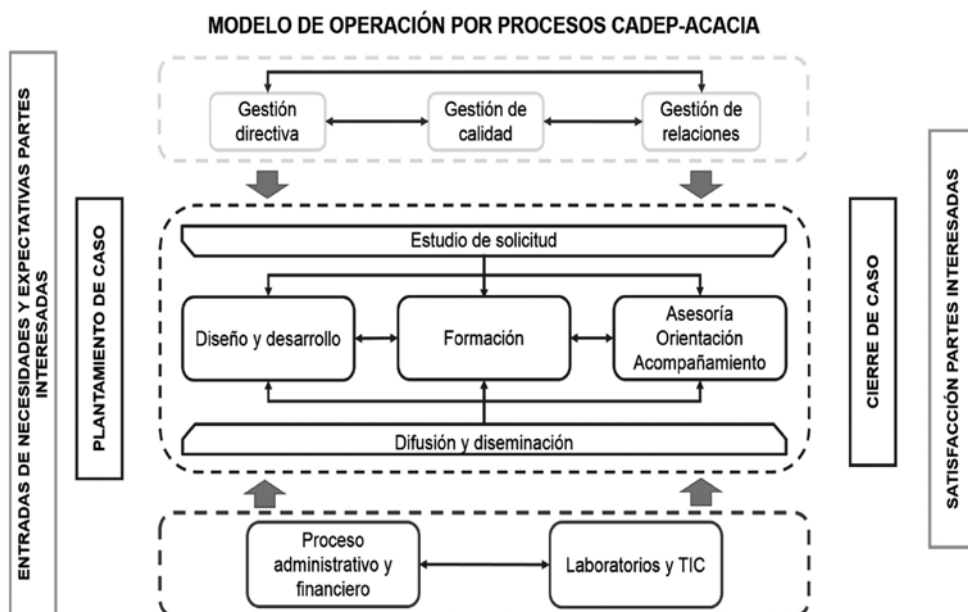 MODELO DE OPERACIÓN POR PROCESOS CADEP-ACACIA
ENTRADAS DE NECESIDADES Y EXPECTATIVAS PARTES
INTERESADAS
PLANTAMIENTO DE CASO
Gestión
directiva
Gestión de
calidad
Gestión de
relaciones
Estudio de solicitud
Diseño y desarrollo
Formación
Asesoría
Orientación
Acompañamiento
Difusión y diseminación
Proceso
administrativo y
financiero
Laboratorios y TIC
CIERRE DE CASO
SATISFACCIÓN PARTES INTERESADAS